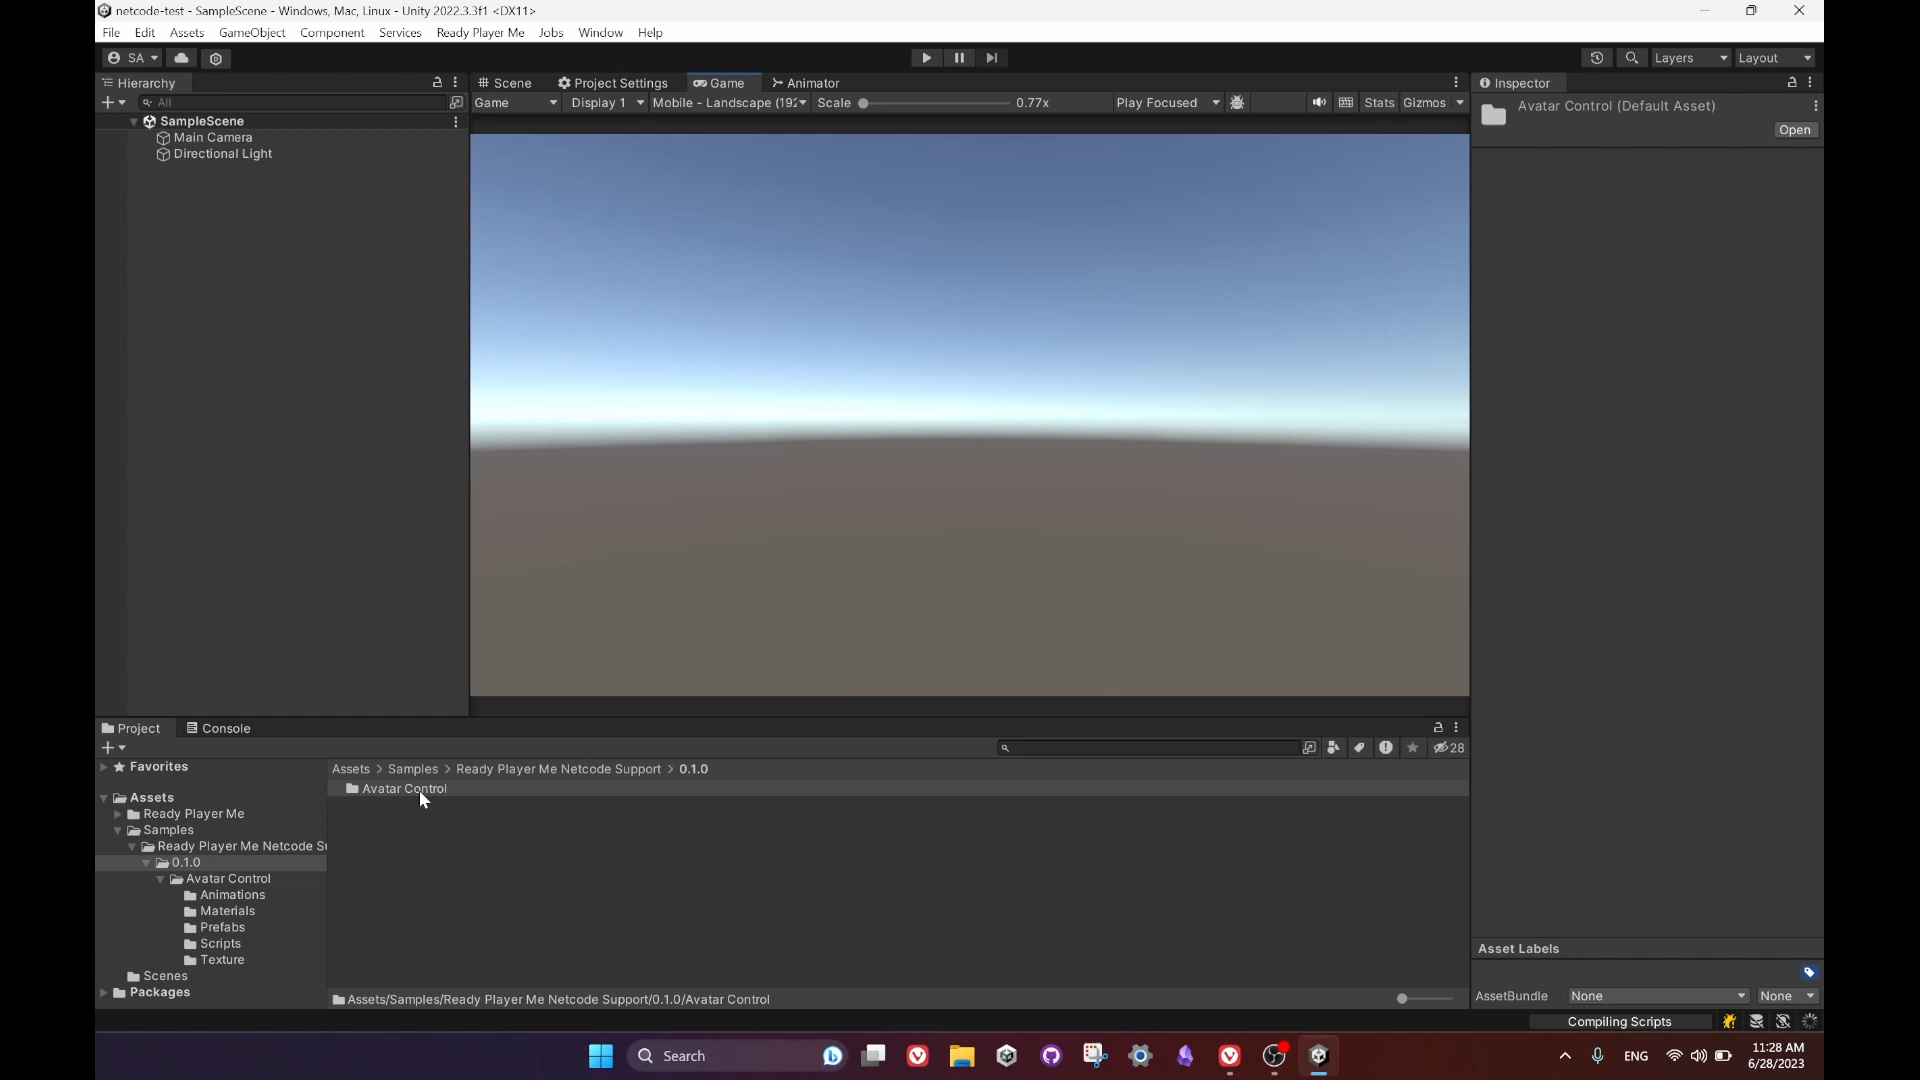 netcode-test - SampleScene - Windows, Mac, Linux - Unity 2022.3.3f1 <DX11>
File Edit Assets GameObject Component Services Ready Player Me Jobs Window Help
SA Layers Layout
Hierarchy Scene Project Settings Game Animator Inspector
All Game Display 1 Mobile - Landscape (192 Scale 0.77x Play Focused Stats Gizmos Avatar Control (Default Asset)
SampleScene Open
Main Camera
Directional Light
Project Console
28
Favorites Assets > Samples > Ready Player Me Netcode Support > 0.1.0
Avatar Control
Assets
Ready Player Me
Samples
Ready Player Me Netcode Su
0.1.0
Avatar Control
Animations
Materials
Prefabs
Scripts
Asset Labels
Texture
Scenes
Packages Assets/Samples/Ready Player Me Netcode Support/0.1.0/Avatar Control AssetBundle None None
Compiling Scripts
Search ENG 11:28 AM
6/28/2023